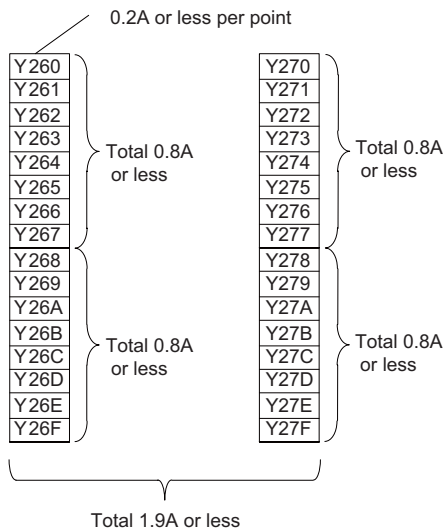 0.2A or less per point
Y260
Y261
Y262
Y263
Y264
Y265
Y266
Y267
Y268
Y269
Y26A
Y26B
Y26C
Y26D
Y26E
Y26F
Total 0.8A
or less
Total 0.8A
or less
Y270
Y271
Y272
Y273
Y274
Y275
Y276
Y277
Y278
Y279
Y27A
Y27B
Y27C
Y27D
Y27E
Y27F
Total 0.8A
or less
Total 0.8A
or less
Total 1.9A or less